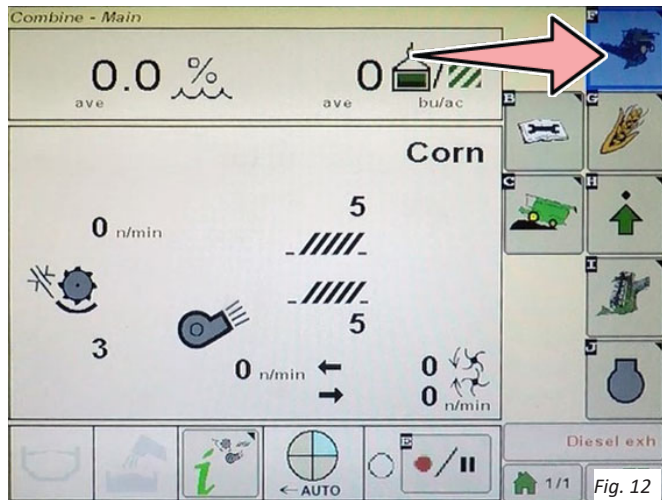 Combine - Main
0.0 %
ave
0 /
ave bu/ac
F
B
G
C
H
I
J
Corn
0 n/min
5
5
3
0 n/min
0
0 n/min
i
← AUTO
E
/
Diesel exh
1/1
Fig. 12